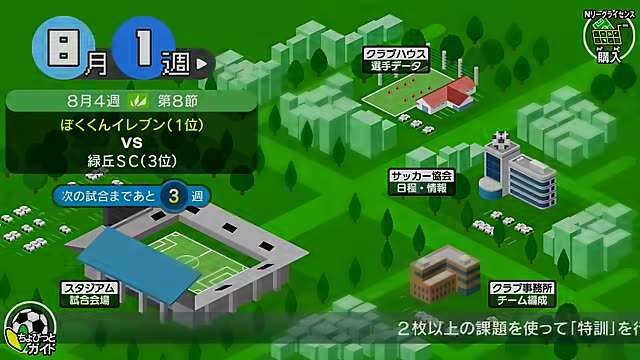 8月 1週
8月4週 第8節
ぼくくんイレブン(1位)
VS
緑丘SC(3位)
次の試合まであと 3 週
Nリーグライセンス
購入
クラブハウス
選手データ
サッカー協会
日程・情報
スタジアム
試合会場
クラブ事務所
チーム編成
ちょびっと
ガイド
2枚以上の課題を使って「特訓」を行